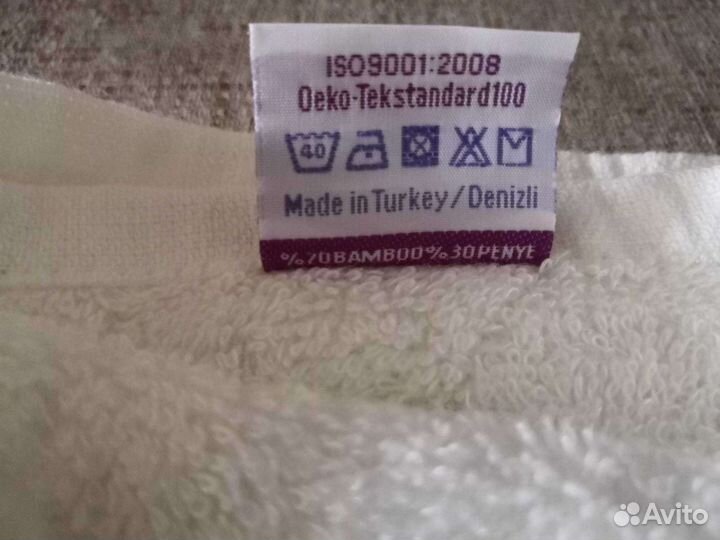 ISO9001:2008
Oeko-Tekstandard100
40
Made in Turkey/Denizli
%70BAMBOO%30PENYE
Avito